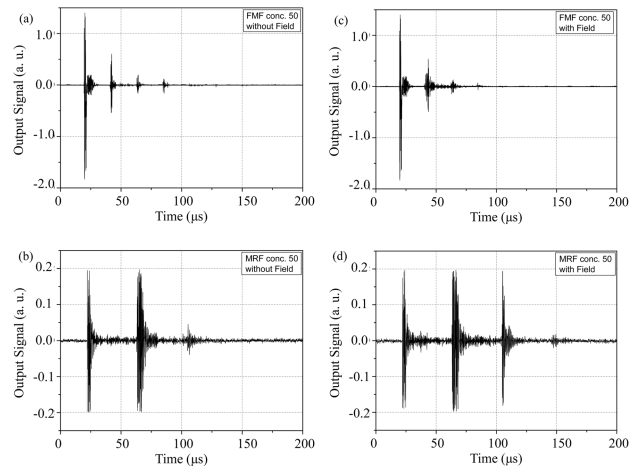 (a)
FMF conc. 50
without Field
Output Signal (a. u.)
1.0
0.0
-1.0
-2.0
0
50
100
150
200
Time (μs)
(c)
FMF conc. 50
with Field
Output Signal (a. u.)
1.0
0.0
-1.0
-2.0
0
50
100
150
200
Time (μs)
(b)
MRF conc. 50
without Field
Output Signal (a. u.)
0.2
0.1
0.0
-0.1
-0.2
0
50
100
150
200
Time (μs)
(d)
MRF conc. 50
with Field
Output Signal (a. u.)
0.2
0.1
0.0
-0.1
-0.2
0
50
100
150
200
Time (μs)